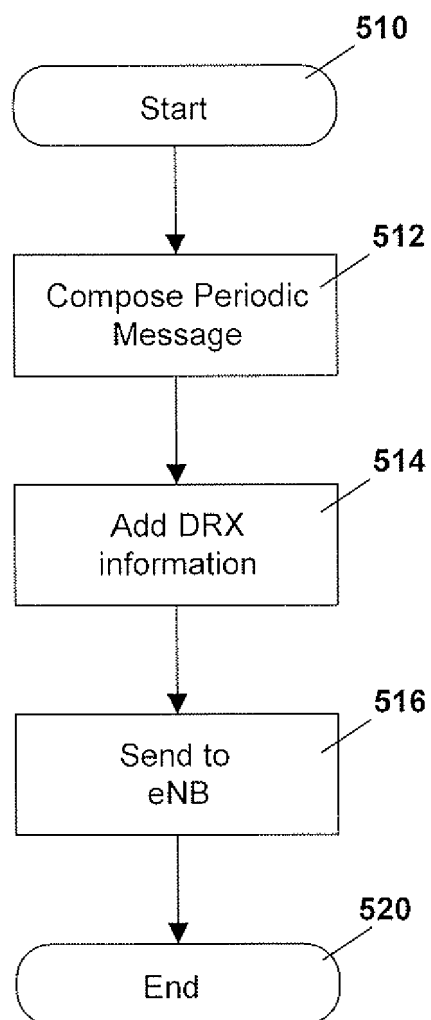 510
Start
512
Compose Periodic
Message
514
Add DRX
information
516
Send to
eNB
520
End